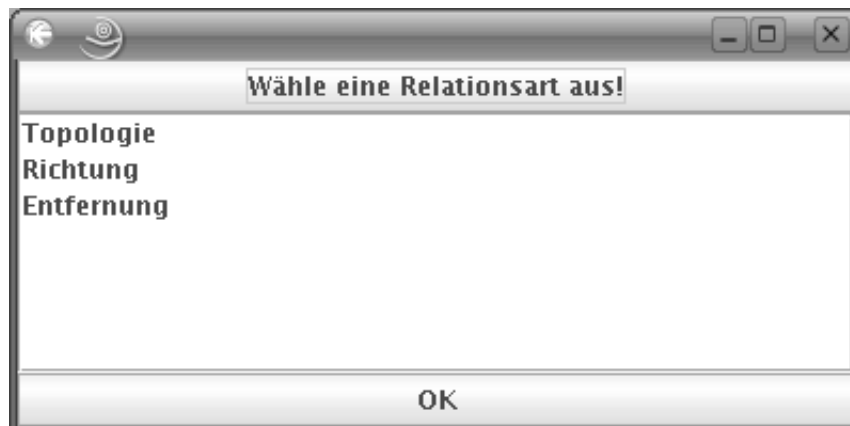 Wähle eine Relationsart aus!
Topologie
Richtung
Entfernung
OK